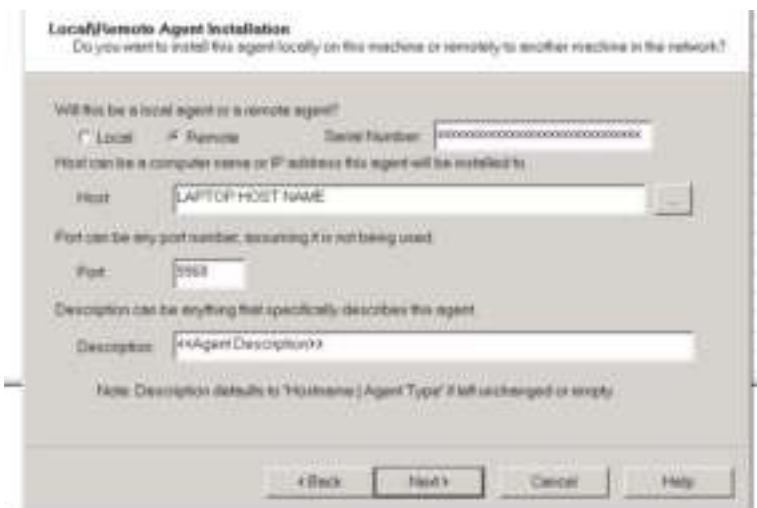 Local/Remote Agent Installation
Do you want to install this agent locally on this machine or remotely to another machine in the network?
Will this be a local agent or a remote agent?
Local Remote Serial Number
Host can be a computer name or IP address this agent will be installed to
Host LAPTOP HOST NAME ...
Port can be any port number, assuming it is not being used.
Port
Description can be anything that specifically describes this agent.
Description <<Agent Description>>
Note: Description defaults to 'Hostname | Agent Type' if left unchanged or empty.
< Back Next > Cancel Help